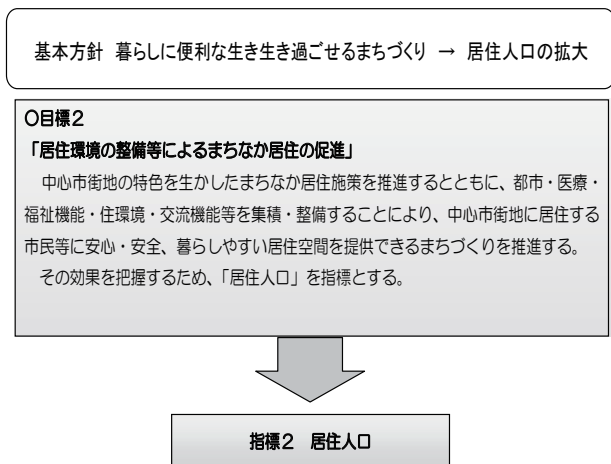 基本方針 暮らしに便利な生き生き過ごせるまちづくり → 居住人口の拡大
〇目標２
「居住環境の整備等によるまちなか居住の促進」
中心市街地の特色を生かしたまちなか居住施策を推進するとともに、都市・医療・
福祉機能・住環境・交流機能等を集積・整備することにより、中心市街地に居住する
市民等に安心・安全、暮らしやすい居住空間を提供できるまちづくりを推進する。
その効果を把握するため、「居住人口」を指標とする。
指標２ 居住人口